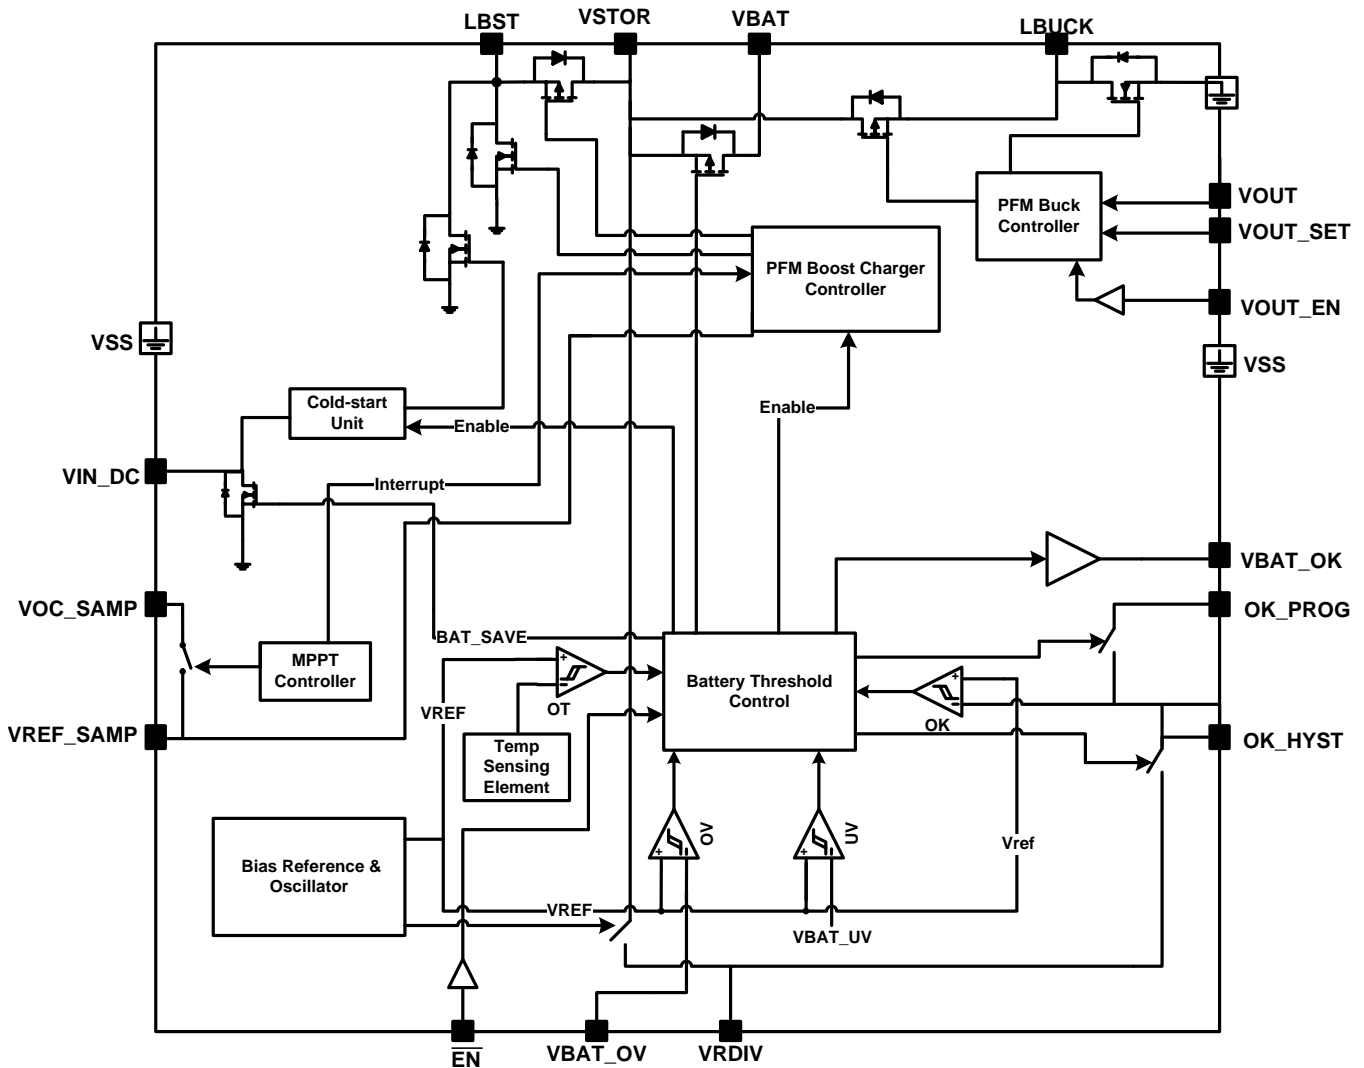 LBST
VSTOR
VBAT
LBUCK
VOUT
VOUT_SET
PFM Buck
Controller
PFM Boost Charger
Controller
VOUT_EN
VSS
VSS
Cold-start
Unit
Enable
Enable
VIN_DC
Interrupt
VBAT_OK
VOC_SAMP
OK_PROG
BAT_SAVE
MPPT
Controller
+
OT
VREF
Battery Threshold
Control
+
OK
VREF_SAMP
OK_HYST
Temp
Sensing
Element
+
OV
+
UV
Vref
Bias Reference &
Oscillator
VREF
VBAT_UV
EN
VBAT_OV
VRDIV